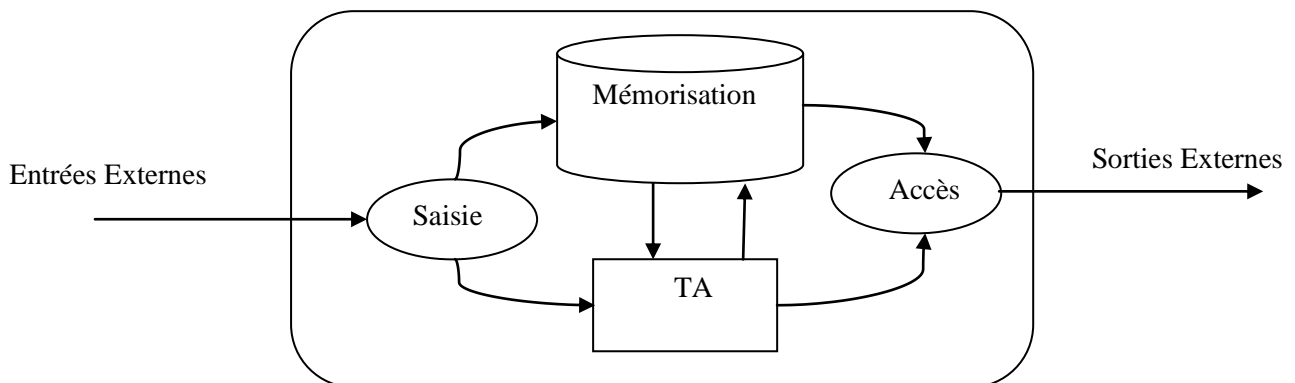 Mémorisation
Entrées Externes
Sorties Externes
Saisie
Accès
TA